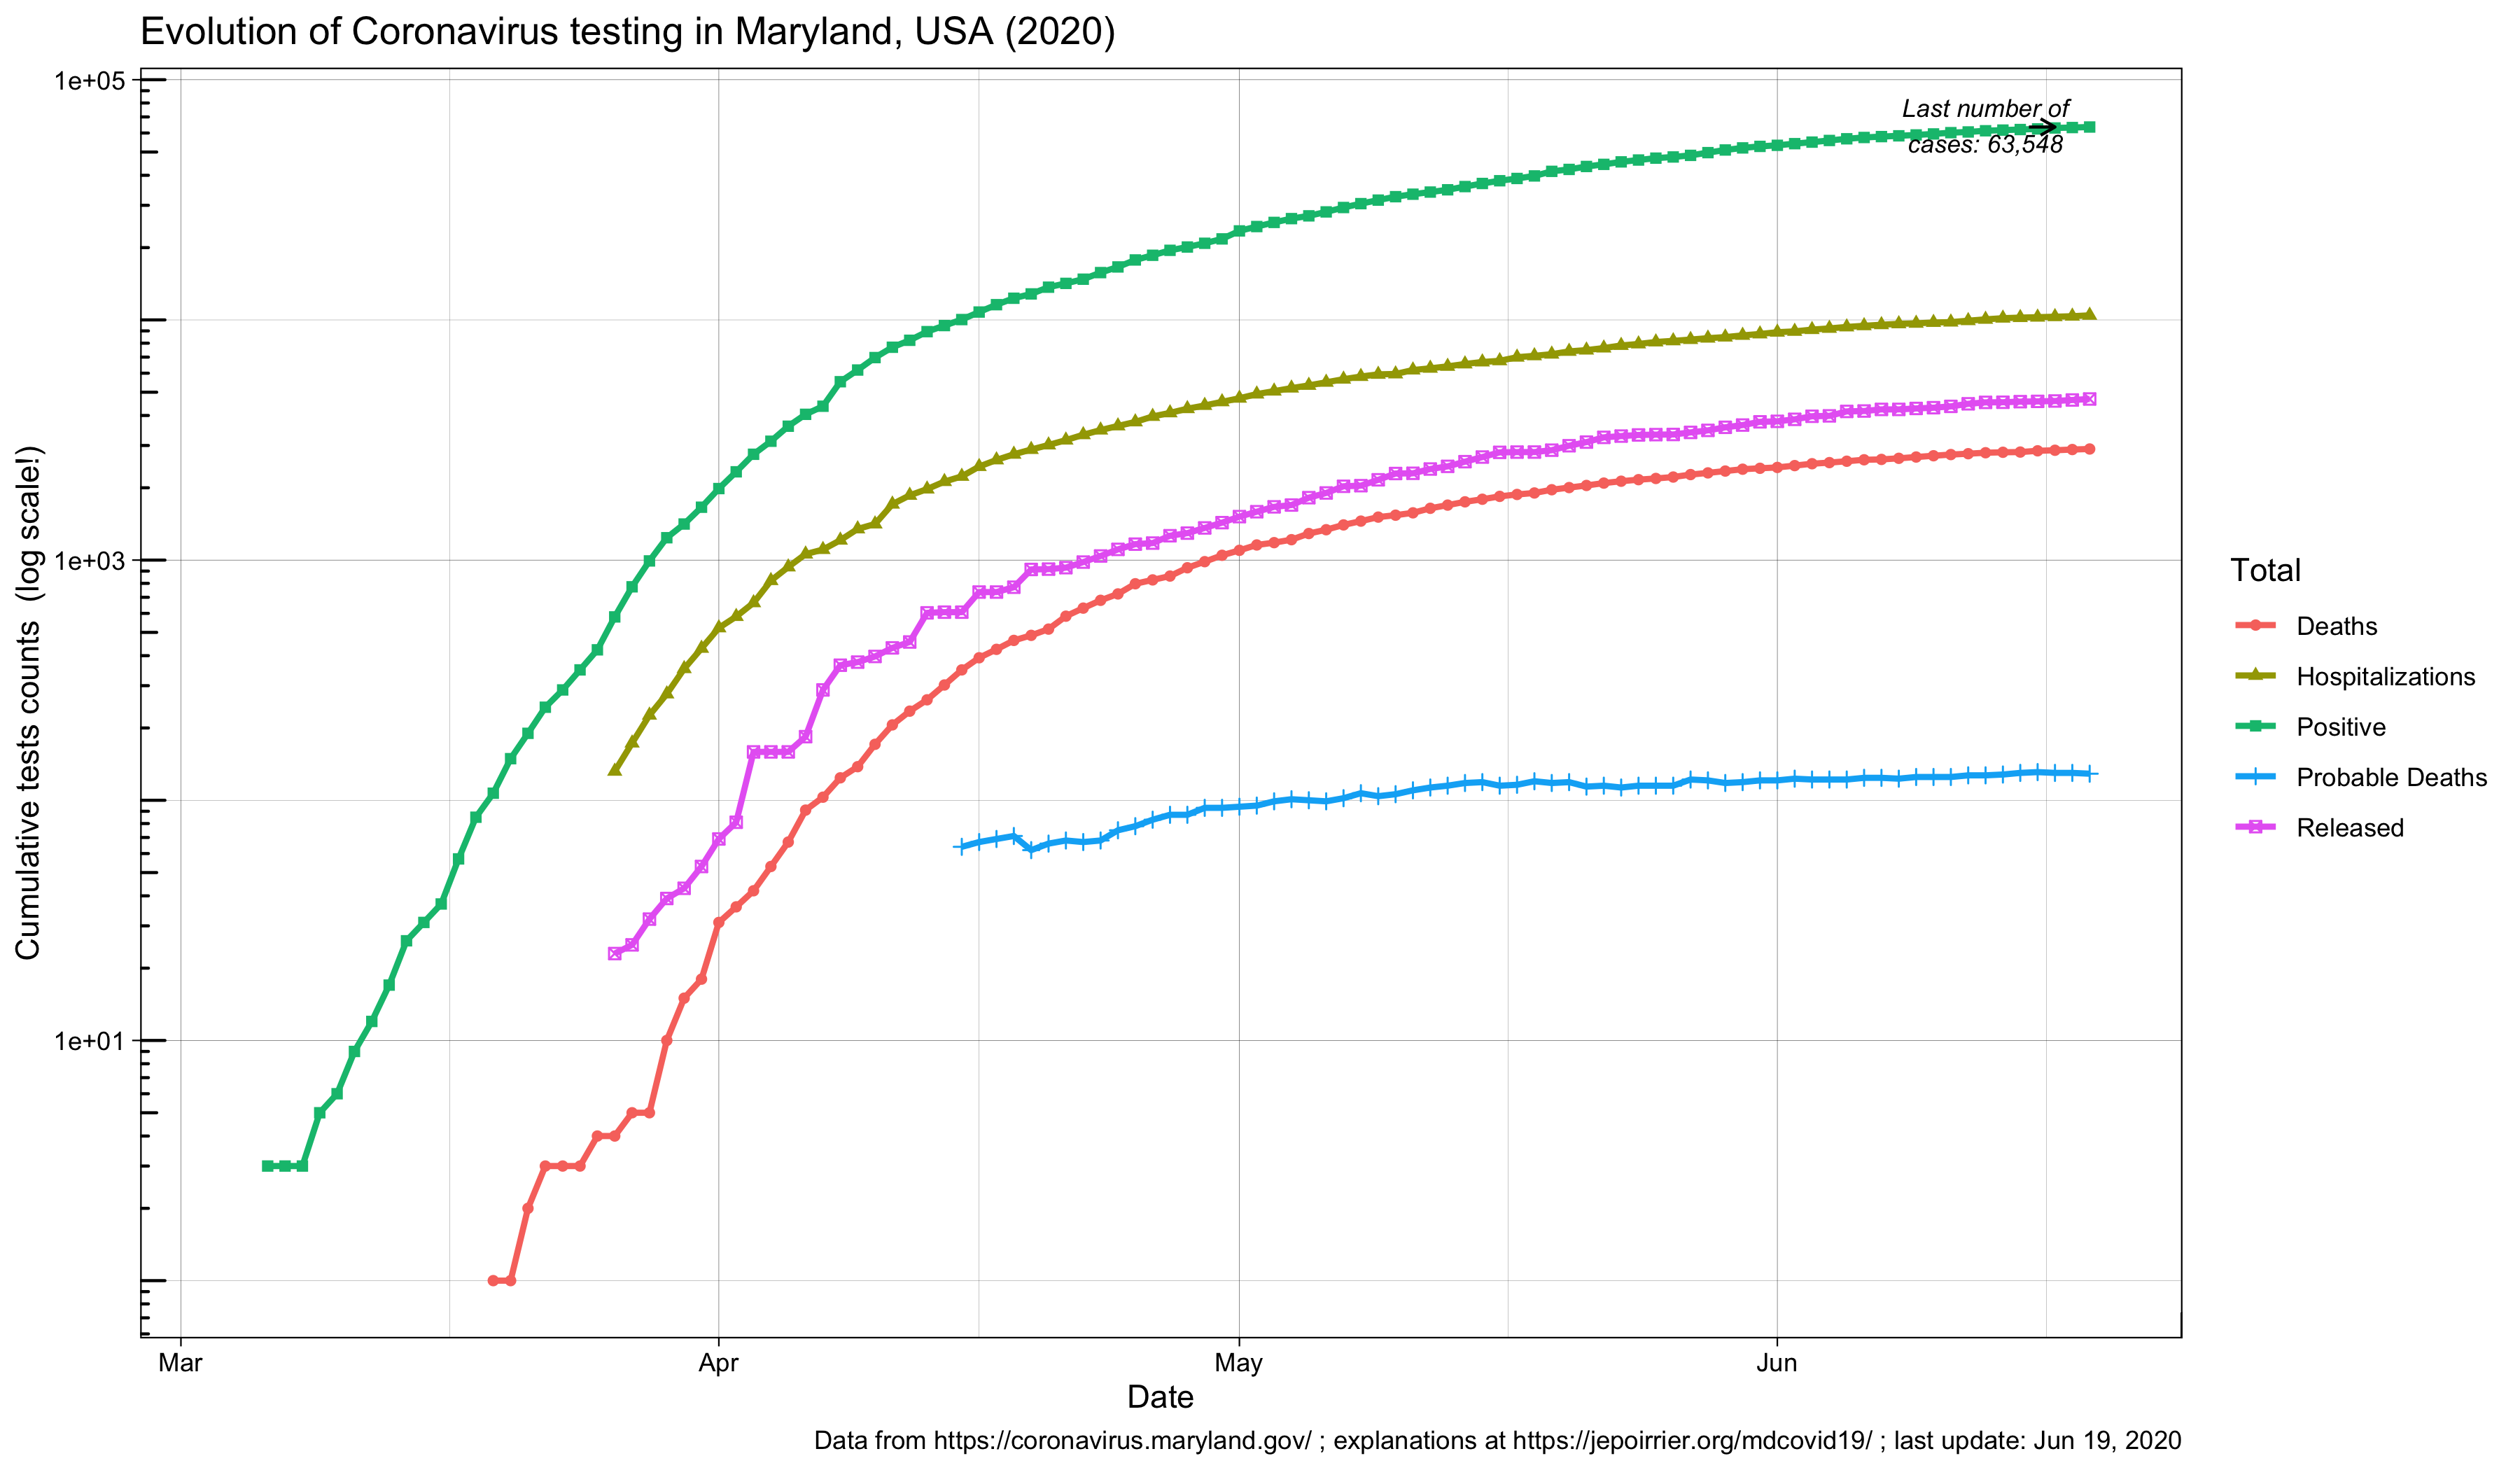 Evolution of Coronavirus testing in Maryland, USA (2020)
1e+05
1e+03
1e+01
Cumulative tests counts  (log scale!)
Last number of
cases: 63,548
Mar
Apr
May
Jun
Date
Total
Deaths
Hospitalizations
Positive
Probable Deaths
Released
Data from https://coronavirus.maryland.gov/ ; explanations at https://jepoirrier.org/mdcovid19/ ; last update: Jun 19, 2020